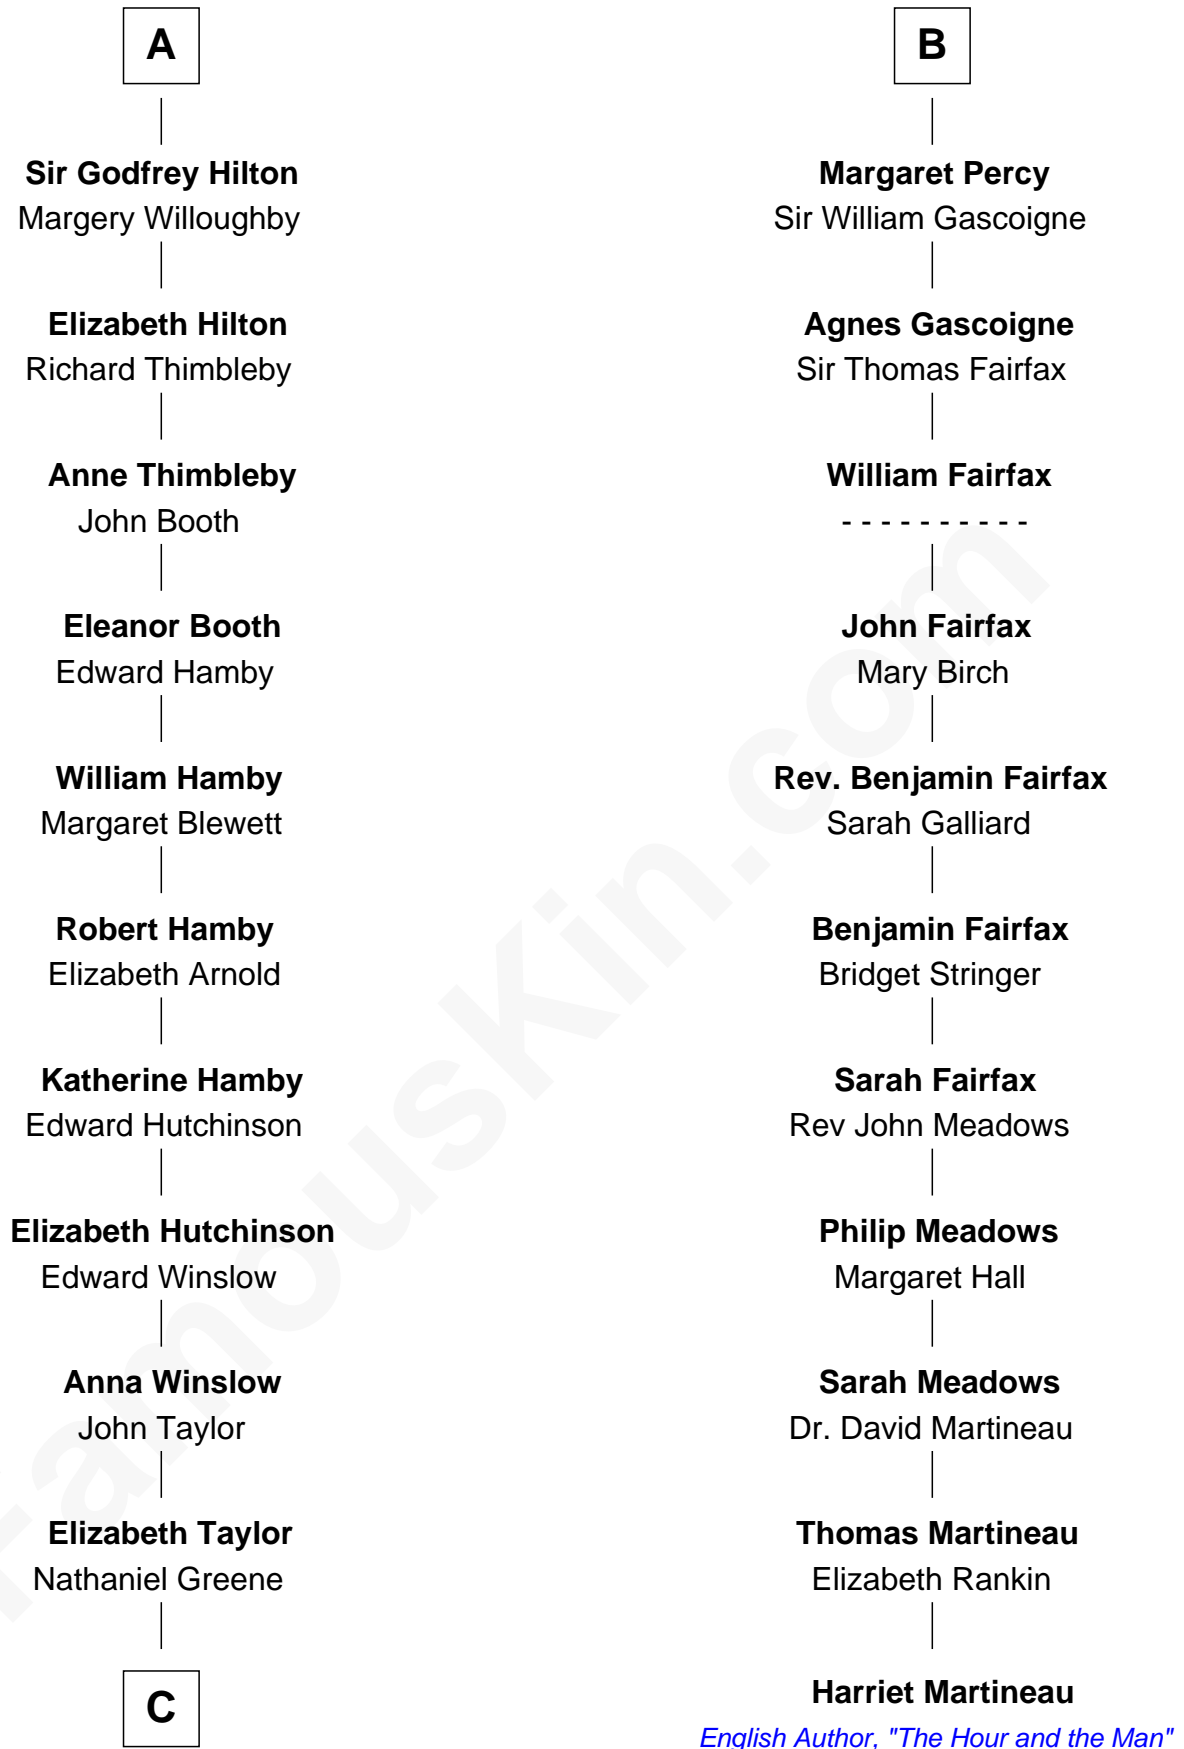 A
Sir Godfrey Hilton
Margery Willoughby
Elizabeth Hilton
Richard Thimbleby
Anne Thimbleby
John Booth
Eleanor Booth
Edward Hamby
William Hamby
Margaret Blewett
Robert Hamby
Elizabeth Arnold
Katherine Hamby
Edward Hutchinson
Elizabeth Hutchinson
Edward Winslow
Anna Winslow
John Taylor
Elizabeth Taylor
Nathaniel Greene
C
B
Margaret Percy
Sir William Gascoigne
Agnes Gascoigne
Sir Thomas Fairfax
William Fairfax
- - - - - - - - - -
John Fairfax
Mary Birch
Rev. Benjamin Fairfax
Sarah Galliard
Benjamin Fairfax
Bridget Stringer
Sarah Fairfax
Rev John Meadows
Philip Meadows
Margaret Hall
Sarah Meadows
Dr. David Martineau
Thomas Martineau
Elizabeth Rankin
Harriet Martineau
English Author, "The Hour and the Man"
FamousKin.com